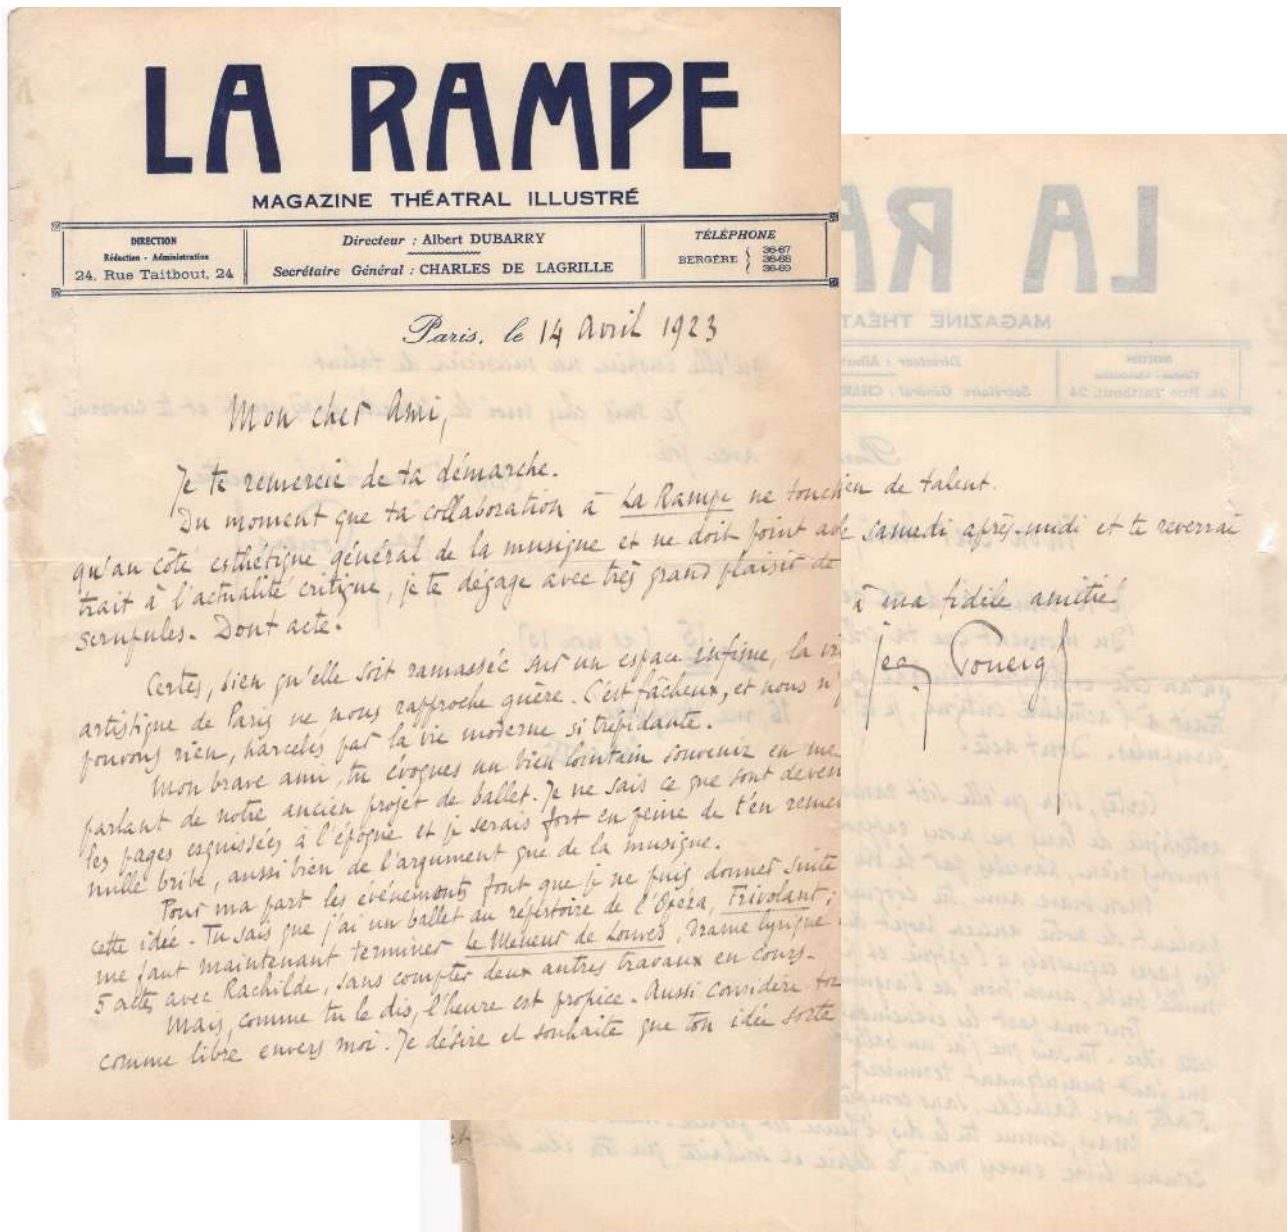 LA RAMPE
MAGAZINE THÉATRAL ILLUSTRÉ
DIRECTION
Rédaction - Administration
24, Rue Taitbout, 24
Directeur : Albert DUBARRY
Secrétaire Général : CHARLES DE LAGRILLE
TÉLÉPHONE
BERGÈRE { 36-67
36-68
36-69
Paris, le 14 Avril 1923
Mon cher Ami,
Je te remercie de ta démarche.
Du moment que ta collaboration à La Rampe ne touch
qu'au côté esthétique général de la musique et ne doit point a
trait à l'actualité critique, je te dégage avec très grand plaisir de
scrupules. Dont acte.
Certes, bien qu'elle soit ramassée sur un espace infime, la vi
artistique de Paris ne nous rapproche guère. C'est fâcheux, et nous n'y
pouvons rien, harcelés par la vie moderne si trépidante.
Mon brave ami, tu évoques un bien lointain souvenir en me
parlant de notre ancien projet de ballet. Je ne sais ce que sont deven
les pages esquissées à l'époque et je serais fort en peine de t'en reme
nulle bribe, aussi bien de l'argument que de la musique.
Pour ma part les événements font que je ne puis donner suite
cette idée. Tu sais que j'ai un ballet au répertoire de l'Opéra, Frivolant ;
me faut maintenant terminer Le Meneur de Louves, drame lyrique
5 actes avec Rachilde, sans compter deux autres travaux en cours.
Mais, comme tu le dis, l'heure est propice. Aussi considère to
comme libre envers moi. Je désire et souhaite que ton idée sorte
ien de talent.
samedi après-midi et te reverrai
à ma fidèle amitié
Jean Poueigh
LA RA
MAGAZINE THÉAT